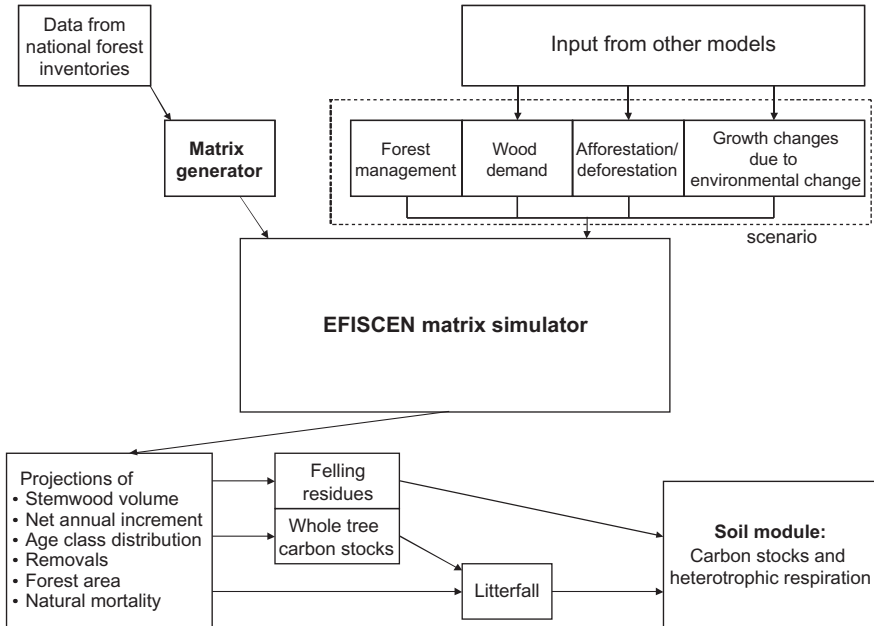 Data from
national forest
inventories
Input from other models
Matrix
generator
Forest
management
Wood
demand
Afforestation/
deforestation
Growth changes
due to
environmental change
scenario
EFISCEN matrix simulator
Projections of
• Stemwood volume
• Net annual increment
• Age class distribution
• Removals
• Forest area
• Natural mortality
Felling
residues
Whole tree
carbon stocks
Litterfall
Soil module:
Carbon stocks and
heterotrophic respiration